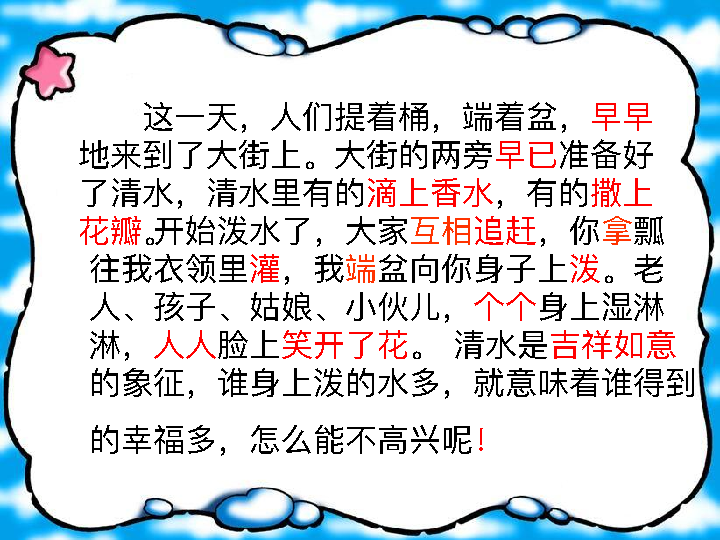 这一天，人们提着桶，端着盆，早早
地来到了大街上。大街的两旁早已准备好
了清水，清水里有的滴上香水，有的撒上
花瓣。开始泼水了，大家互相追赶，你拿瓢
往我衣领里灌，我端盆向你身子上泼。老
人、孩子、姑娘、小伙儿，个个身上湿淋
淋，人人脸上笑开了花。 清水是吉祥如意
的象征，谁身上泼的水多，就意味着谁得到
的幸福多，怎么能不高兴呢！